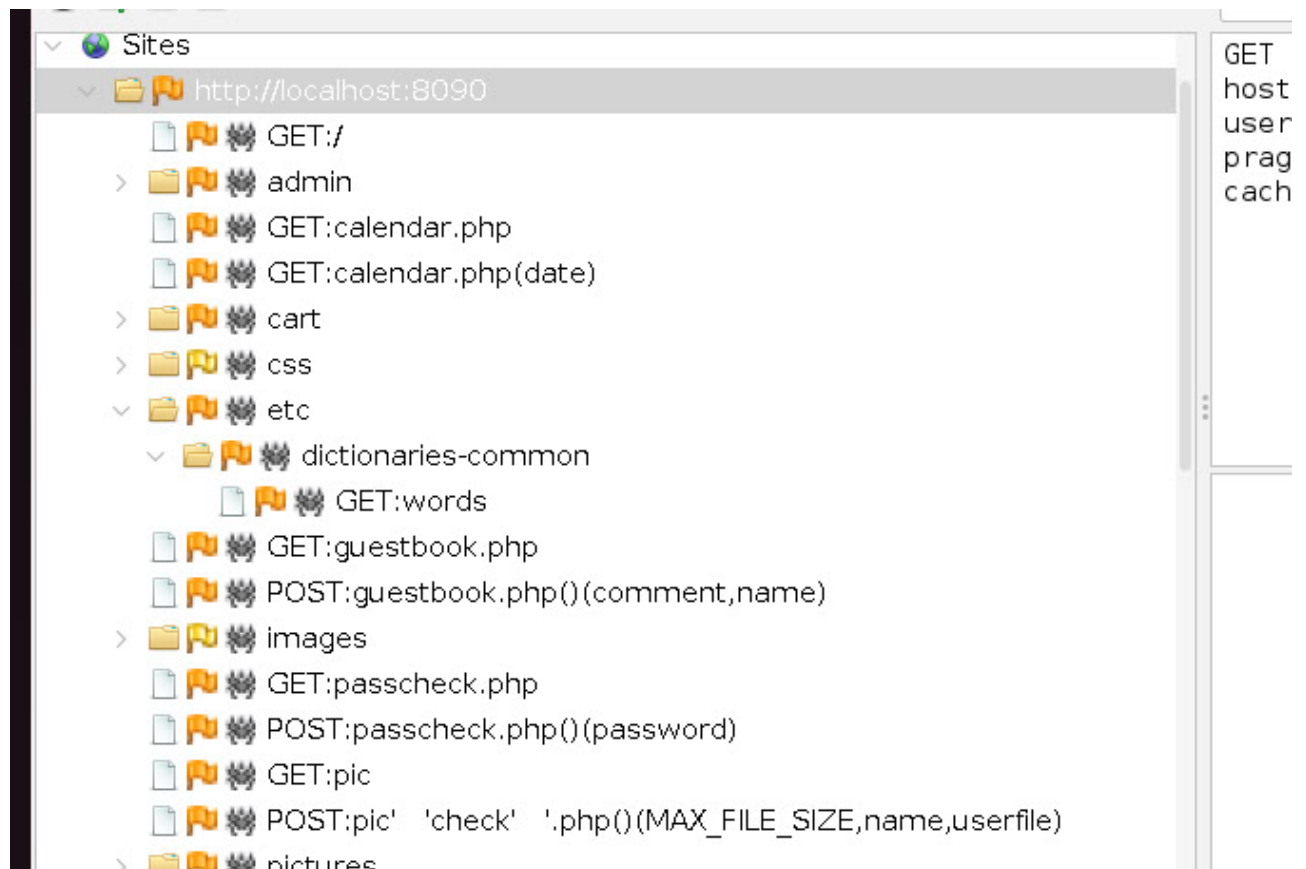 Sites
http://localhost:8090
GET:/
admin
GET:calendar.php
GET:calendar.php(date)
cart
css
etc
dictionaries-common
GET:words
GET:guestbook.php
POST:guestbook.php()(comment,name)
images
GET:passcheck.php
POST:passcheck.php()(password)
GET:pic
POST:pic'   'check'   '.php()(MAX_FILE_SIZE,name,userfile)
pictures
GET
host
user
prag
cach